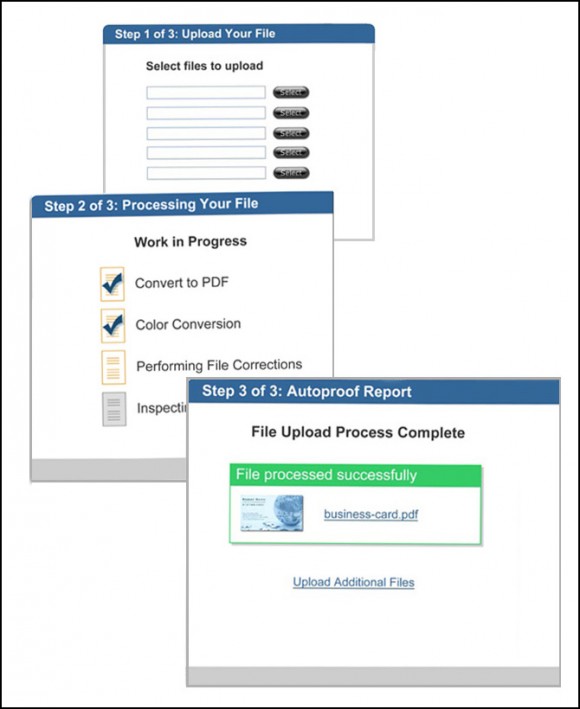 Step 1 of 3: Upload Your File
Select files to upload
Select
Select
Select
Select
Select
Step 2 of 3: Processing Your File
Work in Progress
Convert to PDF
Color Conversion
Performing File Corrections
Inspecti
Step 3 of 3: Autoproof Report
File Upload Process Complete
File processed successfully
business-card.pdf
Upload Additional Files